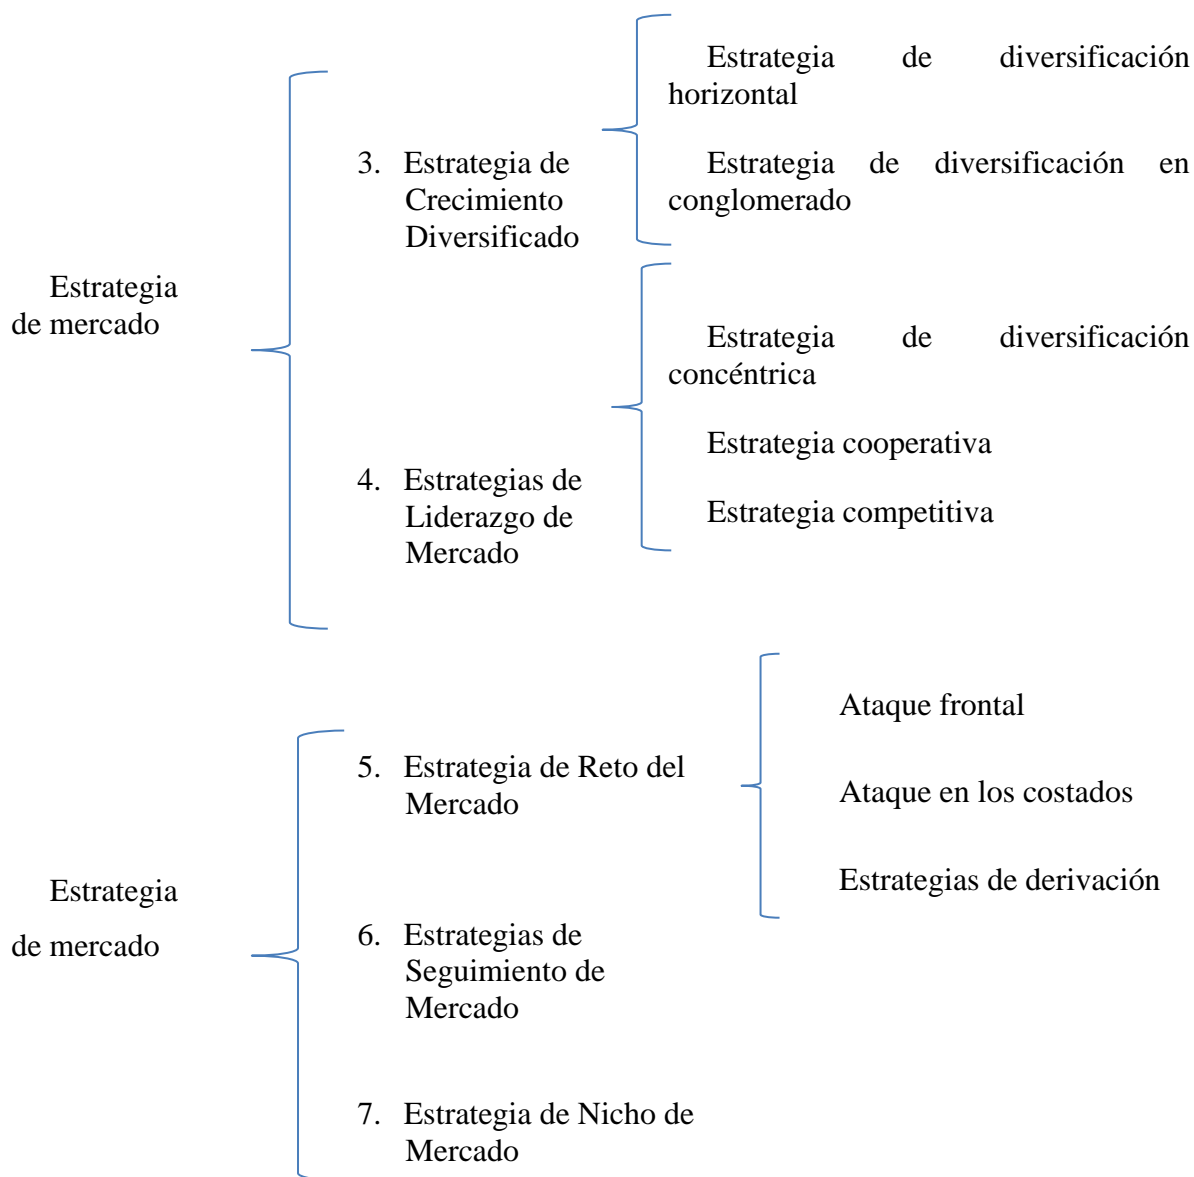 Estrategia de diversificación
horizontal
Estrategia de diversificación en
conglomerado
3. Estrategia de
Crecimiento
Diversificado
Estrategia
de mercado
Estrategia de diversificación
concéntrica
Estrategia cooperativa
Estrategia competitiva
4. Estrategias de
Liderazgo de
Mercado
Ataque frontal
Ataque en los costados
Estrategias de derivación
5. Estrategia de Reto del
Mercado
Estrategia
de mercado
6. Estrategias de
Seguimiento de
Mercado
7. Estrategia de Nicho de
Mercado